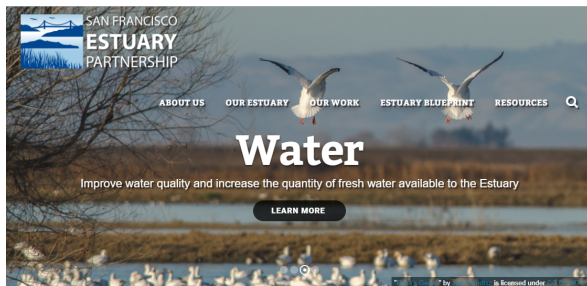 SAN FRANCISCO
ESTUARY
PARTNERSHIP
ABOUT US OUR ESTUARY OUR WORK ESTUARY BLUEPRINT RESOURCES
Water
Improve water quality and increase the quantity of fresh water available to the Estuary
LEARN MORE
by is licensed under